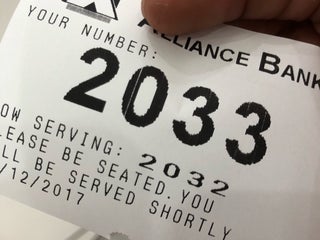 ALLIANCE BANK
YOUR NUMBER:
2033
OW SERVING: 2032
LEASE BE SEATED. YOU
LL BE SERVED SHORTLY
/12/2017